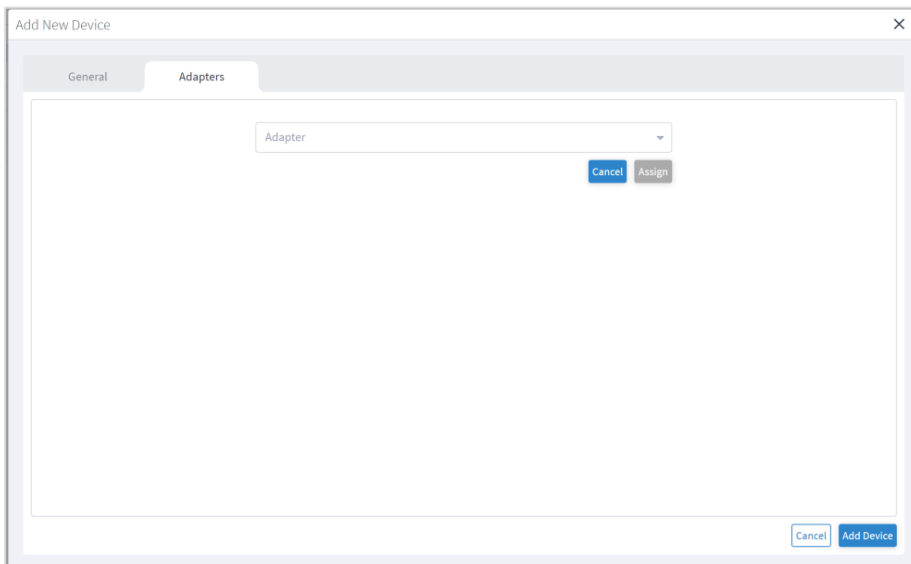 Add New Device
General Adapters
Adapter
Cancel Assign
Cancel Add Device